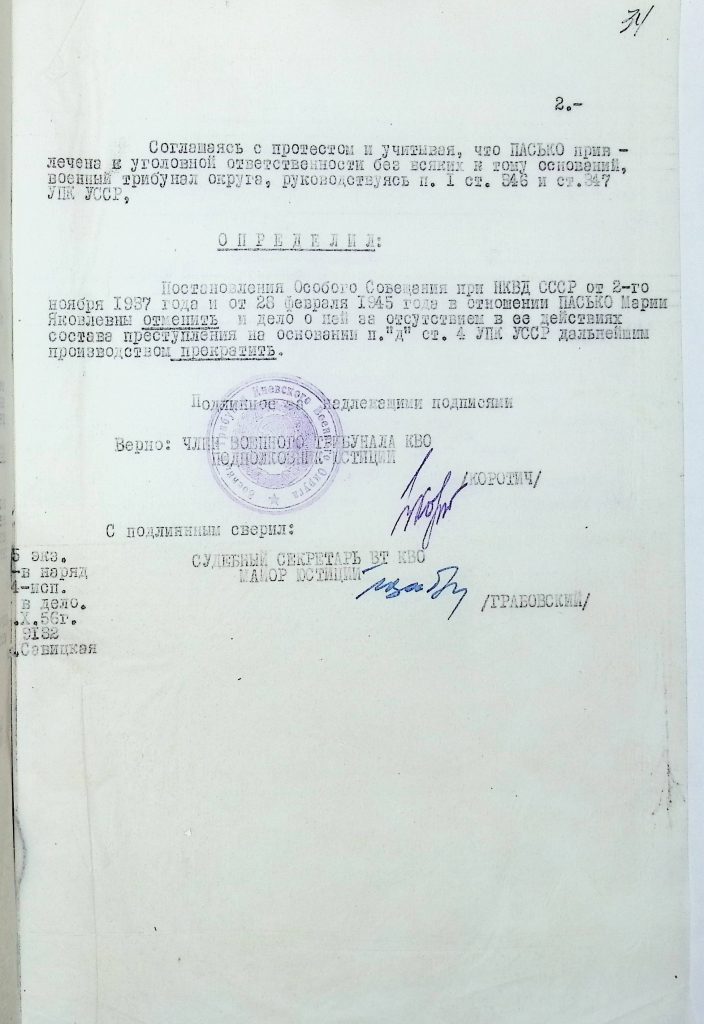 34
2.-
Соглашаясь с протестом и учитывая, что ПАСЬКО прив -
лечена к уголовной ответственности без всяких к тому оснований,
военный трибунал округа, руководствуясь п. I ст. 346 и ст.347
УПК УССР,
О П Р Е Д Е Л И Л:
Постановления Особого Совещания при НКВД СССР от 2-го
ноября 1937 года и от 28 февраля 1945 года в отношении ПАСЬКО Марии
Яковлевны отменить и дело о ней за отсутствием в ее действиях
состава преступления на основании п."д" ст. 4 УПК УССР дальнейшим
производством прекратить.
Подлинное за надлежащими подписями
Верно: ЧЛЕН ВОЕННОГО ТРИБУНАЛА КВО
ПОДПОЛКОВНИК ЮСТИЦИИ
/КОРОТИЧ/
Киевского Военного Округа
С подлинным сверил:
СУДЕБНЫЙ СЕКРЕТАРЬ ВТ КВО
МАЙОР ЮСТИЦИИ
/ГРАБОВСКИЙ/
5 экз.
-в наряд
4-исп.
в дело.
.X.56г.
9132
.Савицкая